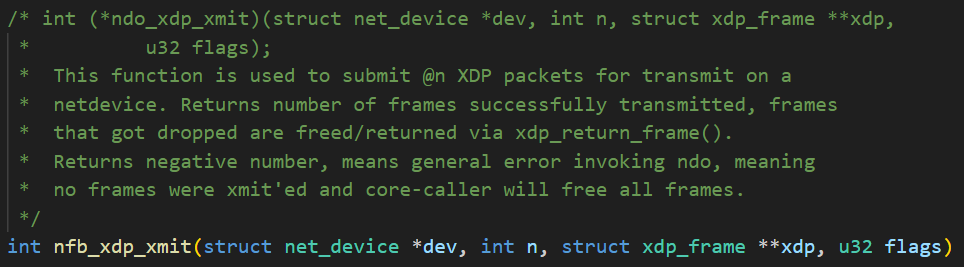 /* int (*ndo_xdp_xmit)(struct net_device *dev, int n, struct xdp_frame **xdp,
 *          u32 flags);
 *  This function is used to submit @n XDP packets for transmit on a
 *  netdevice. Returns number of frames successfully transmitted, frames
 *  that got dropped are freed/returned via xdp_return_frame().
 *  Returns negative number, means general error invoking ndo, meaning
 *  no frames were xmit'ed and core-caller will free all frames.
 */
int nfb_xdp_xmit(struct net_device *dev, int n, struct xdp_frame **xdp, u32 flags)